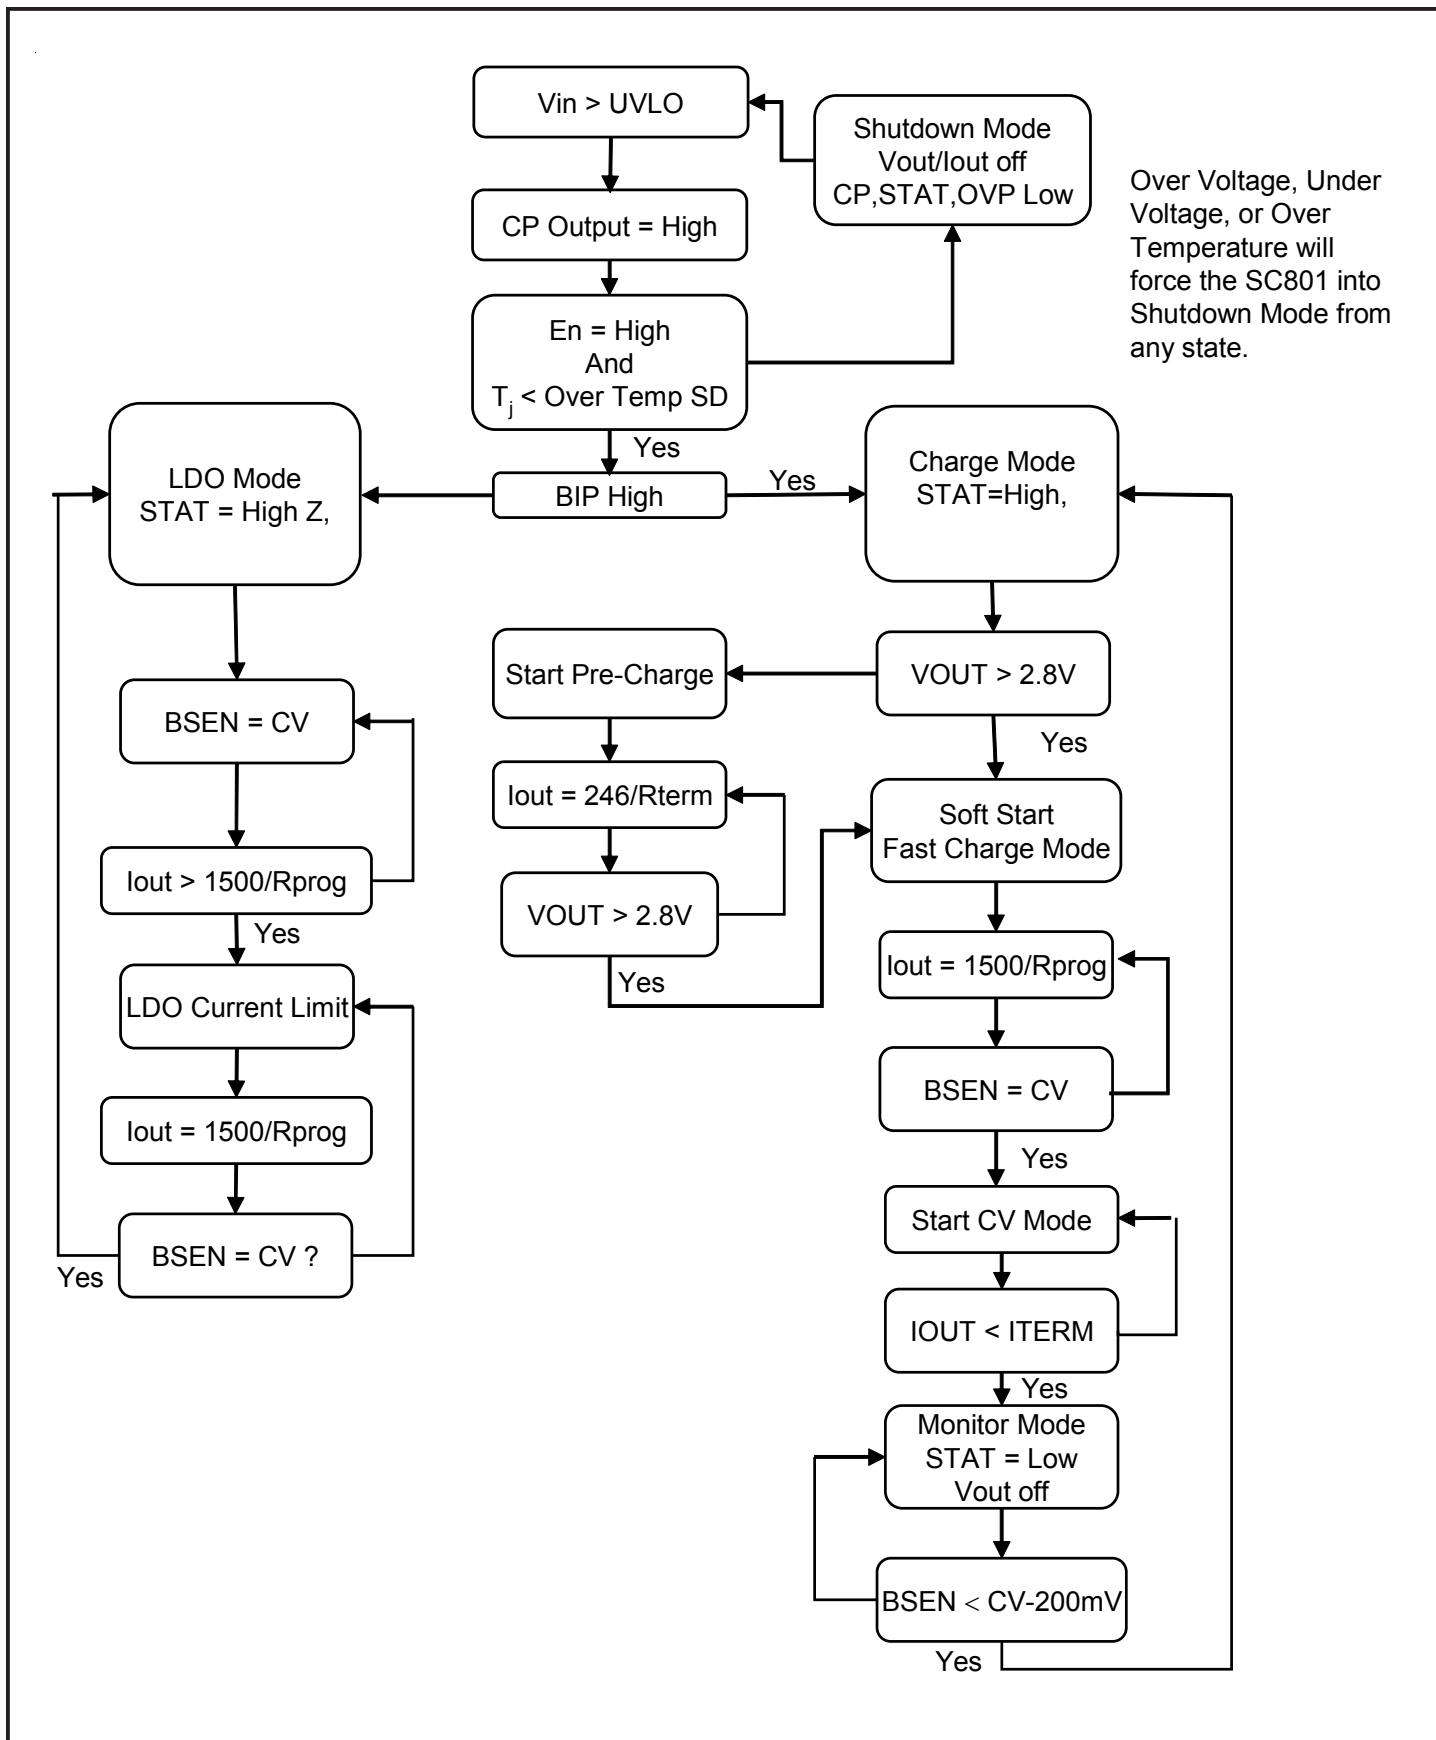 Vin > UVLO
Shutdown Mode
Vout/Iout off
CP,STAT,OVP Low
Over Voltage, Under
Voltage, or Over
Temperature will
force the SC801 into
Shutdown Mode from
any state.
CP Output = High
En = High
And
Tj < Over Temp SD
Yes
LDO Mode
STAT = High Z,
BIP High
Yes
Charge Mode
STAT=High,
Start Pre-Charge
VOUT > 2.8V
Yes
BSEN = CV
Iout = 246/Rterm
Soft Start
Fast Charge Mode
Iout > 1500/Rprog
Yes
VOUT > 2.8V
Yes
Iout = 1500/Rprog
LDO Current Limit
BSEN = CV
Yes
Iout = 1500/Rprog
Start CV Mode
BSEN = CV ?
Yes
IOUT < ITERM
Yes
Monitor Mode
STAT = Low
Vout off
BSEN < CV-200mV
Yes